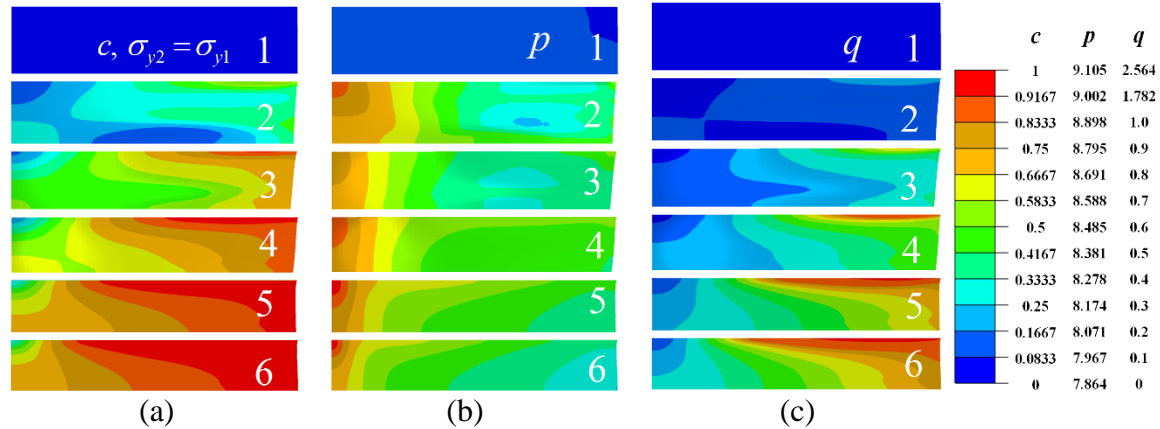 c, σy2 = σy1 1
2
3
4
5
6
(a)
p 1
2
3
4
5
6
(b)
q 1
2
3
4
5
6
(c)
c p q
1 9.105 2.564
0.9167 9.002 1.782
0.8333 8.898 1.0
0.75 8.795 0.9
0.6667 8.691 0.8
0.5833 8.588 0.7
0.5 8.485 0.6
0.4167 8.381 0.5
0.3333 8.278 0.4
0.25 8.174 0.3
0.1667 8.071 0.2
0.0833 7.967 0.1
0 7.864 0